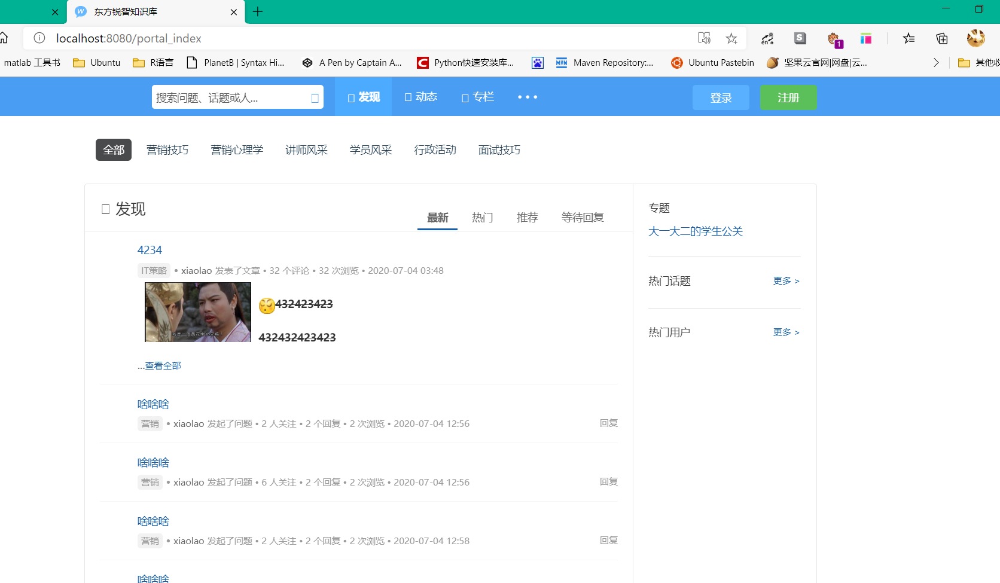 东方锐智知识库
localhost:8080/portal_index
1
matlab 工具书 Ubuntu R语言 PlanetB | Syntax Hi... A Pen by Captain A... Python快速安装库... Maven Repository:... Ubuntu Pastebin 坚果云官网|网盘|云... 其他收
搜索问题、话题或人... 发现 动态 专栏 ••• 登录 注册
全部 营销技巧 营销心理学 讲师风采 学员风采 行政活动 面试技巧
发现
最新 热门 推荐 等待回复
4234
IT策略 • xiaolao 发表了文章 • 32 个评论 • 32 次浏览 • 2020-07-04 03:48
432423423
432432423423
...查看全部
啥啥啥
营销 • xiaolao 发起了问题 • 2 人关注 • 2 个回复 • 2 次浏览 • 2020-07-04 12:56 回复
啥啥啥
营销 • xiaolao 发起了问题 • 6 人关注 • 2 个回复 • 2 次浏览 • 2020-07-04 12:56 回复
啥啥啥
营销 • xiaolao 发起了问题 • 2 人关注 • 2 个回复 • 2 次浏览 • 2020-07-04 12:58 回复
啥啥啥
专题
大一大二的学生公关
热门话题 更多 >
热门用户 更多 >